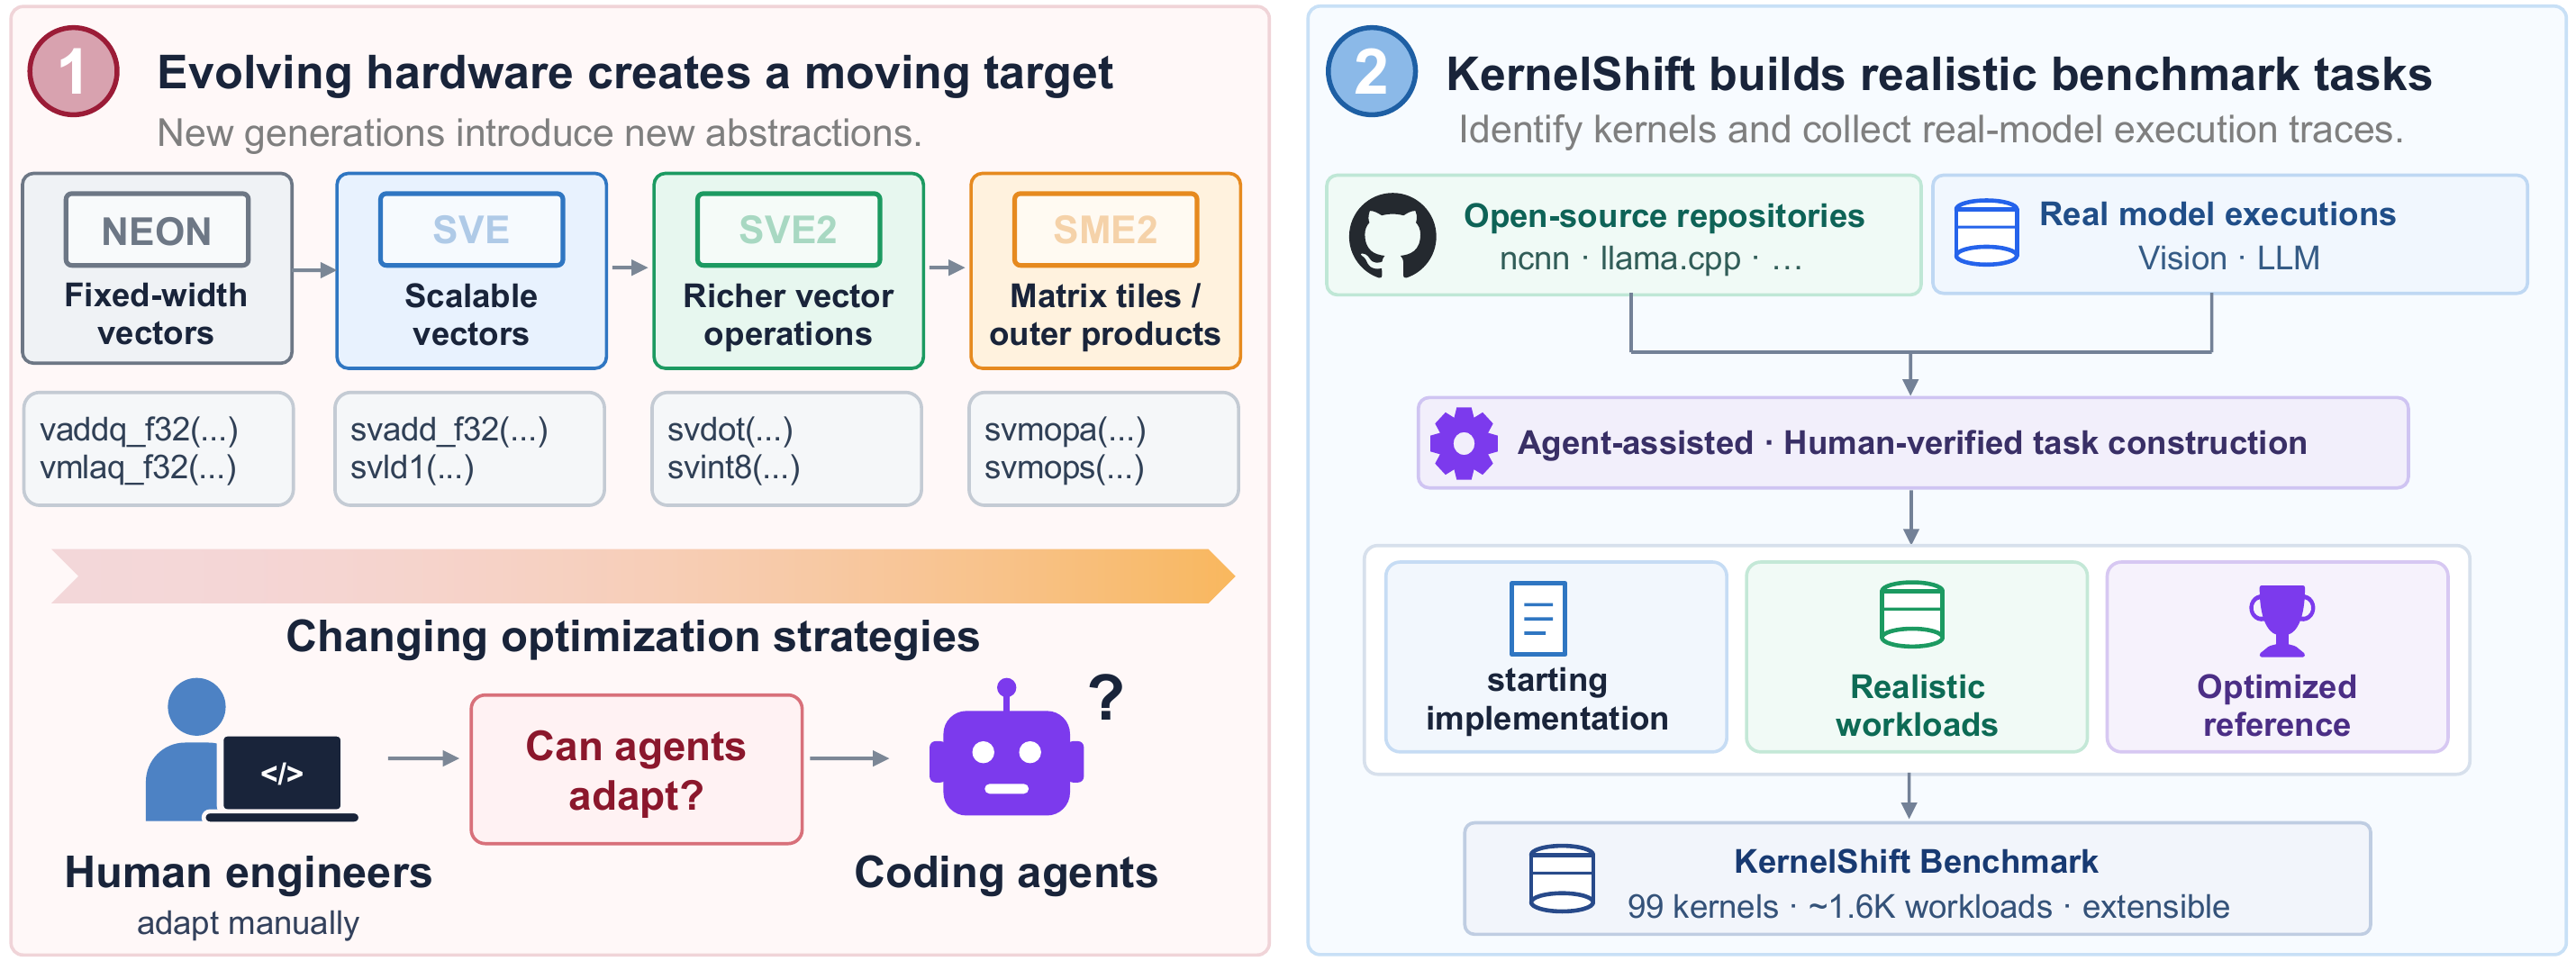 1
Evolving hardware creates a moving target
New generations introduce new abstractions.
NEON
Fixed-width
vectors
SVE
Scalable
vectors
SVE2
Richer vector
operations
SME2
Matrix tiles /
outer products
vaddq_f32(...)
vmlaq_f32(...)
svadd_f32(...)
svld1(...)
svdot(...)
svint8(...)
svmopa(...)
svmops(...)
Changing optimization strategies
</>
Can agents
adapt?
?
Human engineers
adapt manually
Coding agents
2
KernelShift builds realistic benchmark tasks
Identify kernels and collect real-model execution traces.
Open-source repositories
ncnn · llama.cpp · …
Real model executions
Vision · LLM
Agent-assisted · Human-verified task construction
starting
implementation
Realistic
workloads
Optimized
reference
KernelShift Benchmark
99 kernels · ~1.6K workloads · extensible